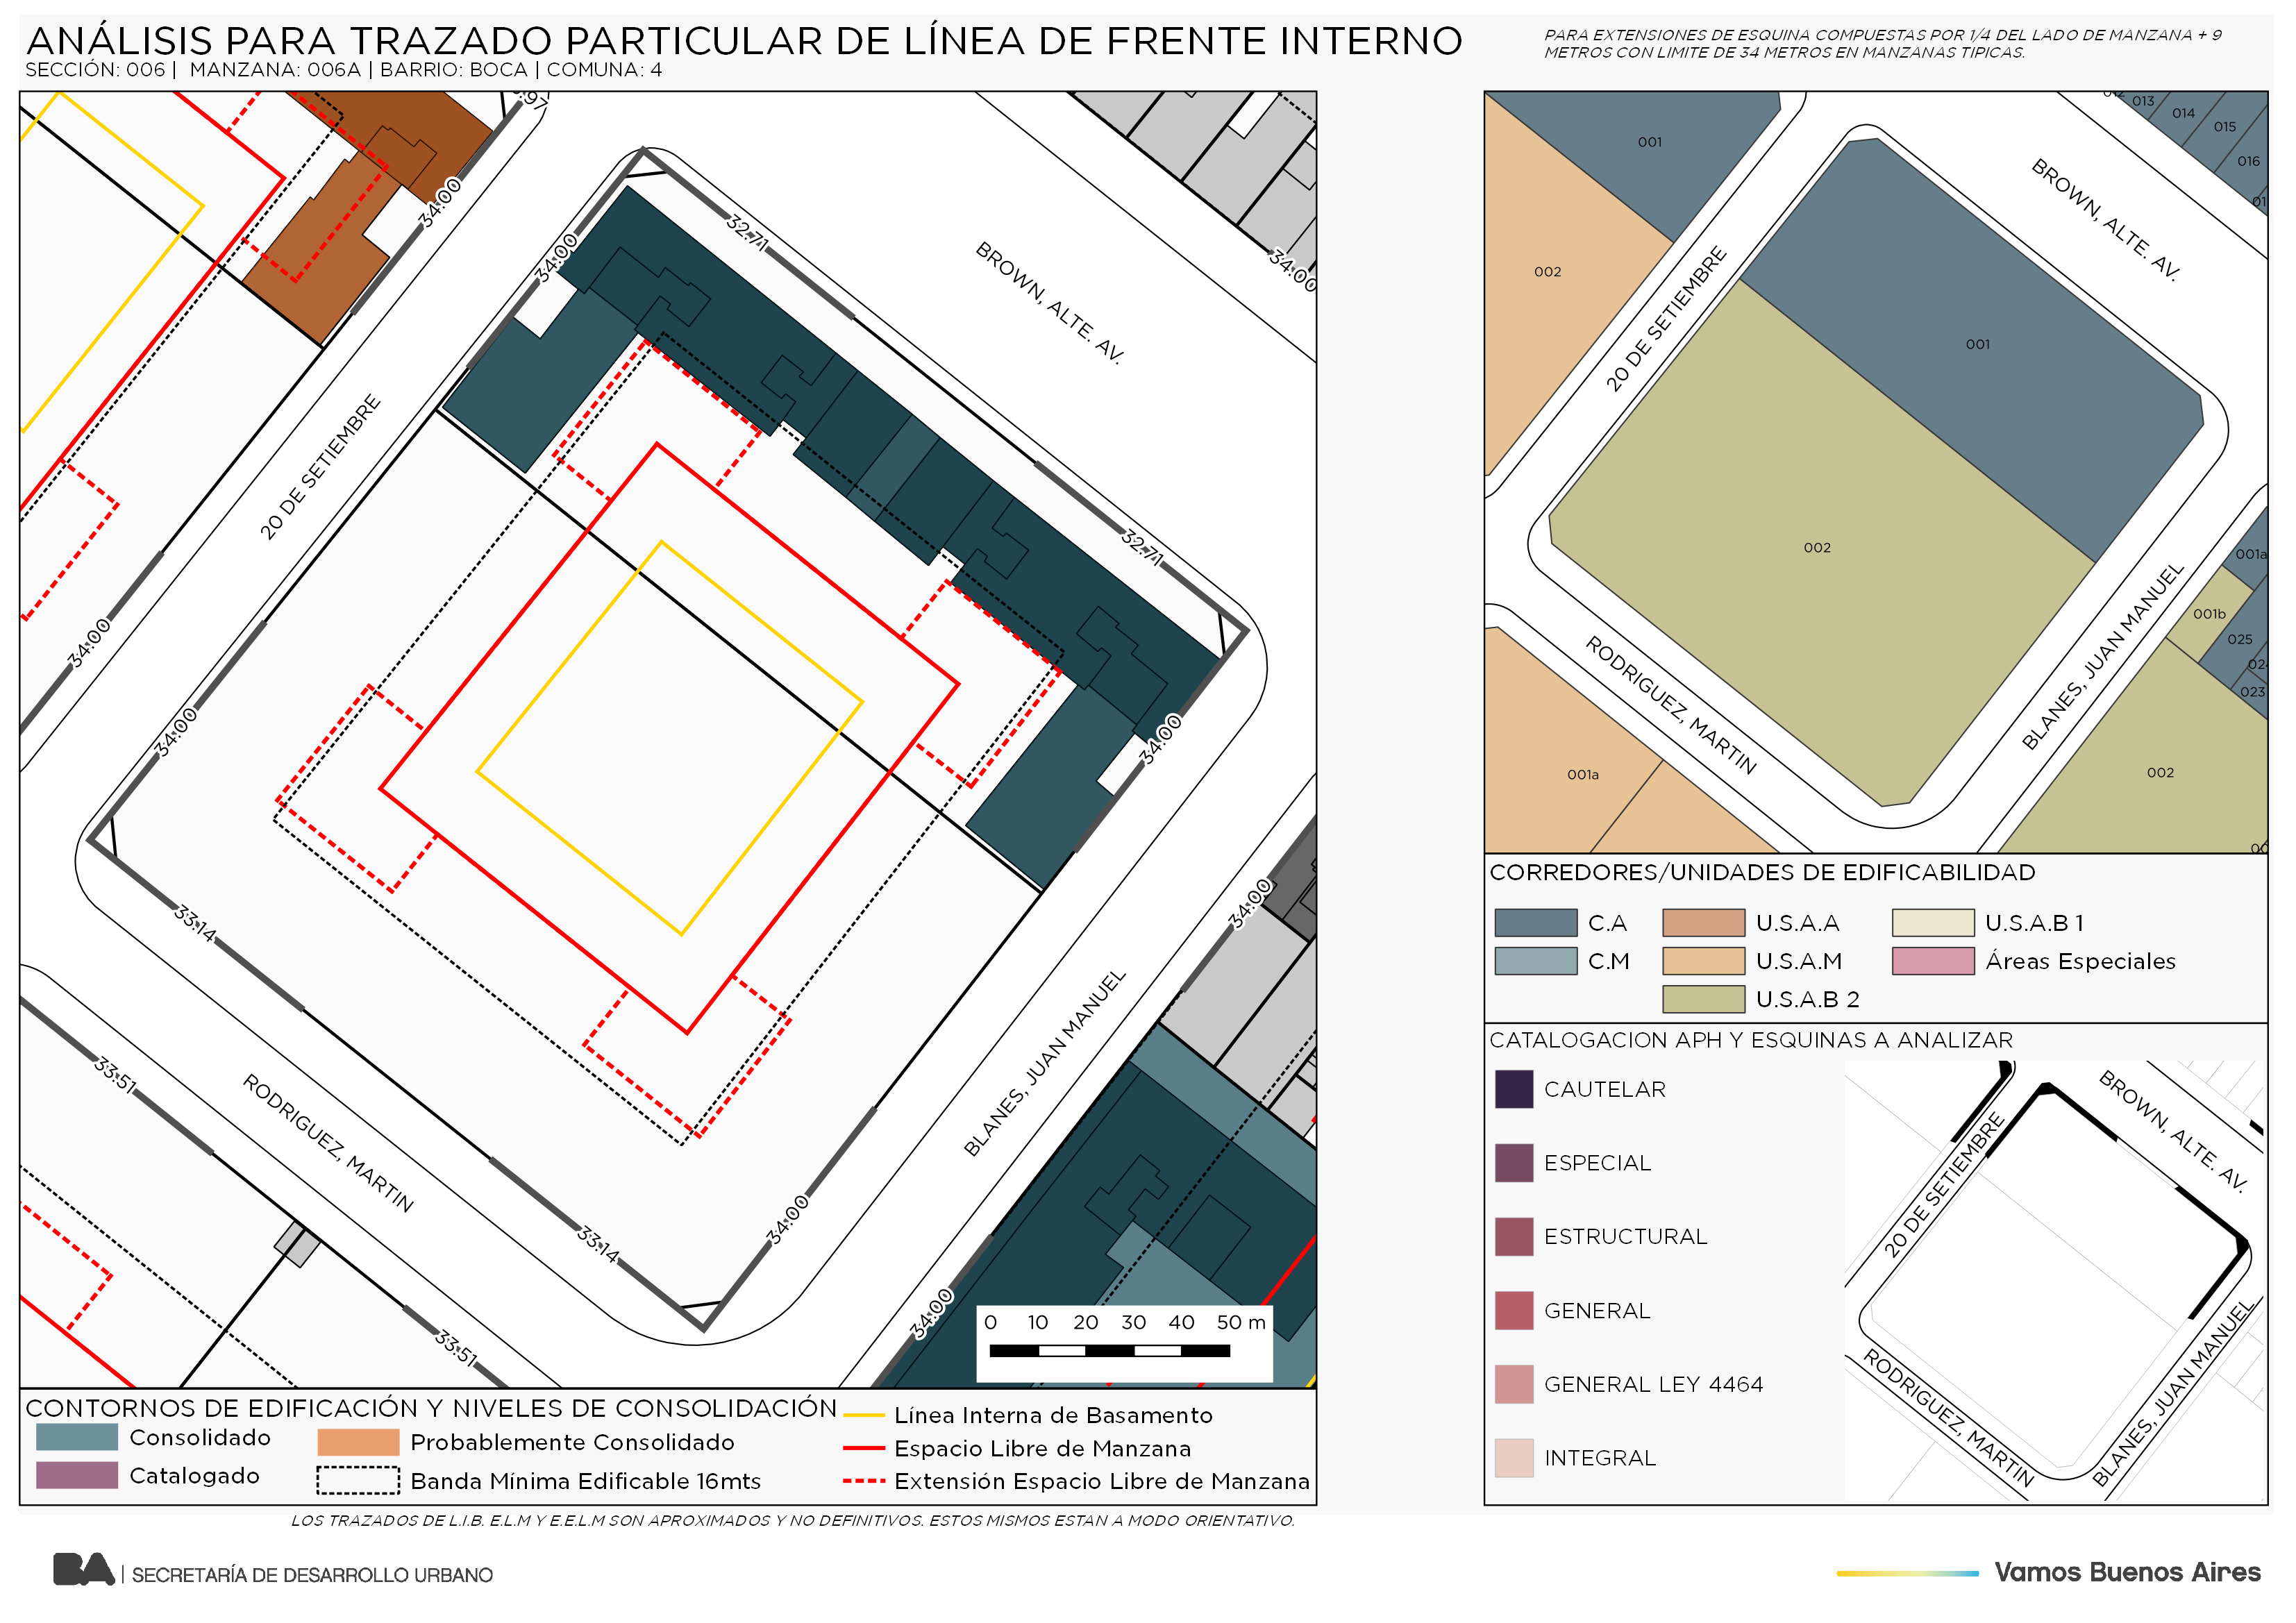 ANÁLISIS PARA TRAZADO PARTICULAR DE LÍNEA DE FRENTE INTERNO
SECCIÓN: 006 | MANZANA: 006A | BARRIO: BOCA | COMUNA: 4
PARA EXTENSIONES DE ESQUINA COMPUESTAS POR 1/4 DEL LADO DE MANZANA + 9
METROS CON LIMITE DE 34 METROS EN MANZANAS TIPICAS.
34.00
34.00
32.71
BROWN, ALTE. AV.
34.00
20 DE SETIEMBRE
32.71
34.00
34.00
34.00
34.00
33.14
33.51
RODRIGUEZ, MARTIN
BLANES, JUAN MANUEL
34.00
33.14
34.00
33.51
0 10 20 30 40 50 m
013
014
015
016
001
002
BROWN, ALTE. AV.
20 DE SETIEMBRE
001
002
001a
001b
025
023
RODRIGUEZ, MARTIN
BLANES, JUAN MANUEL
001a
002
CORREDORES/UNIDADES DE EDIFICABILIDAD
C.A
U.S.A.A
U.S.A.B 1
C.M
U.S.A.M
Áreas Especiales
U.S.A.B 2
CATALOGACION APH Y ESQUINAS A ANALIZAR
CAUTELAR
ESPECIAL
ESTRUCTURAL
GENERAL
GENERAL LEY 4464
INTEGRAL
BROWN, ALTE. AV.
20 DE SETIEMBRE
RODRIGUEZ, MARTIN
BLANES, JUAN MANUEL
CONTORNOS DE EDIFICACIÓN Y NIVELES DE CONSOLIDACIÓN
Consolidado
Catalogado
Probablemente Consolidado
Banda Mínima Edificable 16mts
Línea Interna de Basamento
Espacio Libre de Manzana
Extensión Espacio Libre de Manzana
LOS TRAZADOS DE L.I.B. E.L.M Y E.E.L.M SON APROXIMADOS Y NO DEFINITIVOS. ESTOS MISMOS ESTAN A MODO ORIENTATIVO.
BA | SECRETARÍA DE DESARROLLO URBANO
Vamos Buenos Aires